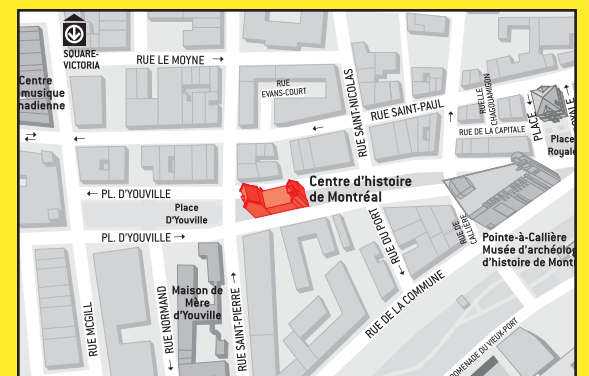 SQUARE-
VICTORIA
RUE LE MOYNE →
Centre
musique
nadienne
RUE
EVANS-COURT
RUE SAINT-NICOLAS
RUE SAINT-PAUL
RUELLE
CHAGOUAMIGON
RUE DE LA CAPITALE
PLACE
OYALE
Place
Royale
← PL. D'YOUVILLE
Place
D'Youville
PL. D'YOUVILLE →
Centre d'histoire
de Montréal
RUE DU PORT
RUE DE
CALLIÈRE
Pointe-à-Callière
Musée d'archéolog
d'histoire de Mont
RUE MCGILL
RUE NORMAND
Maison de
Mère
d'Youville
RUE SAINT-PIERRE
RUE DE LA COMMUNE
ROMENADE DU VIEUX-PORT